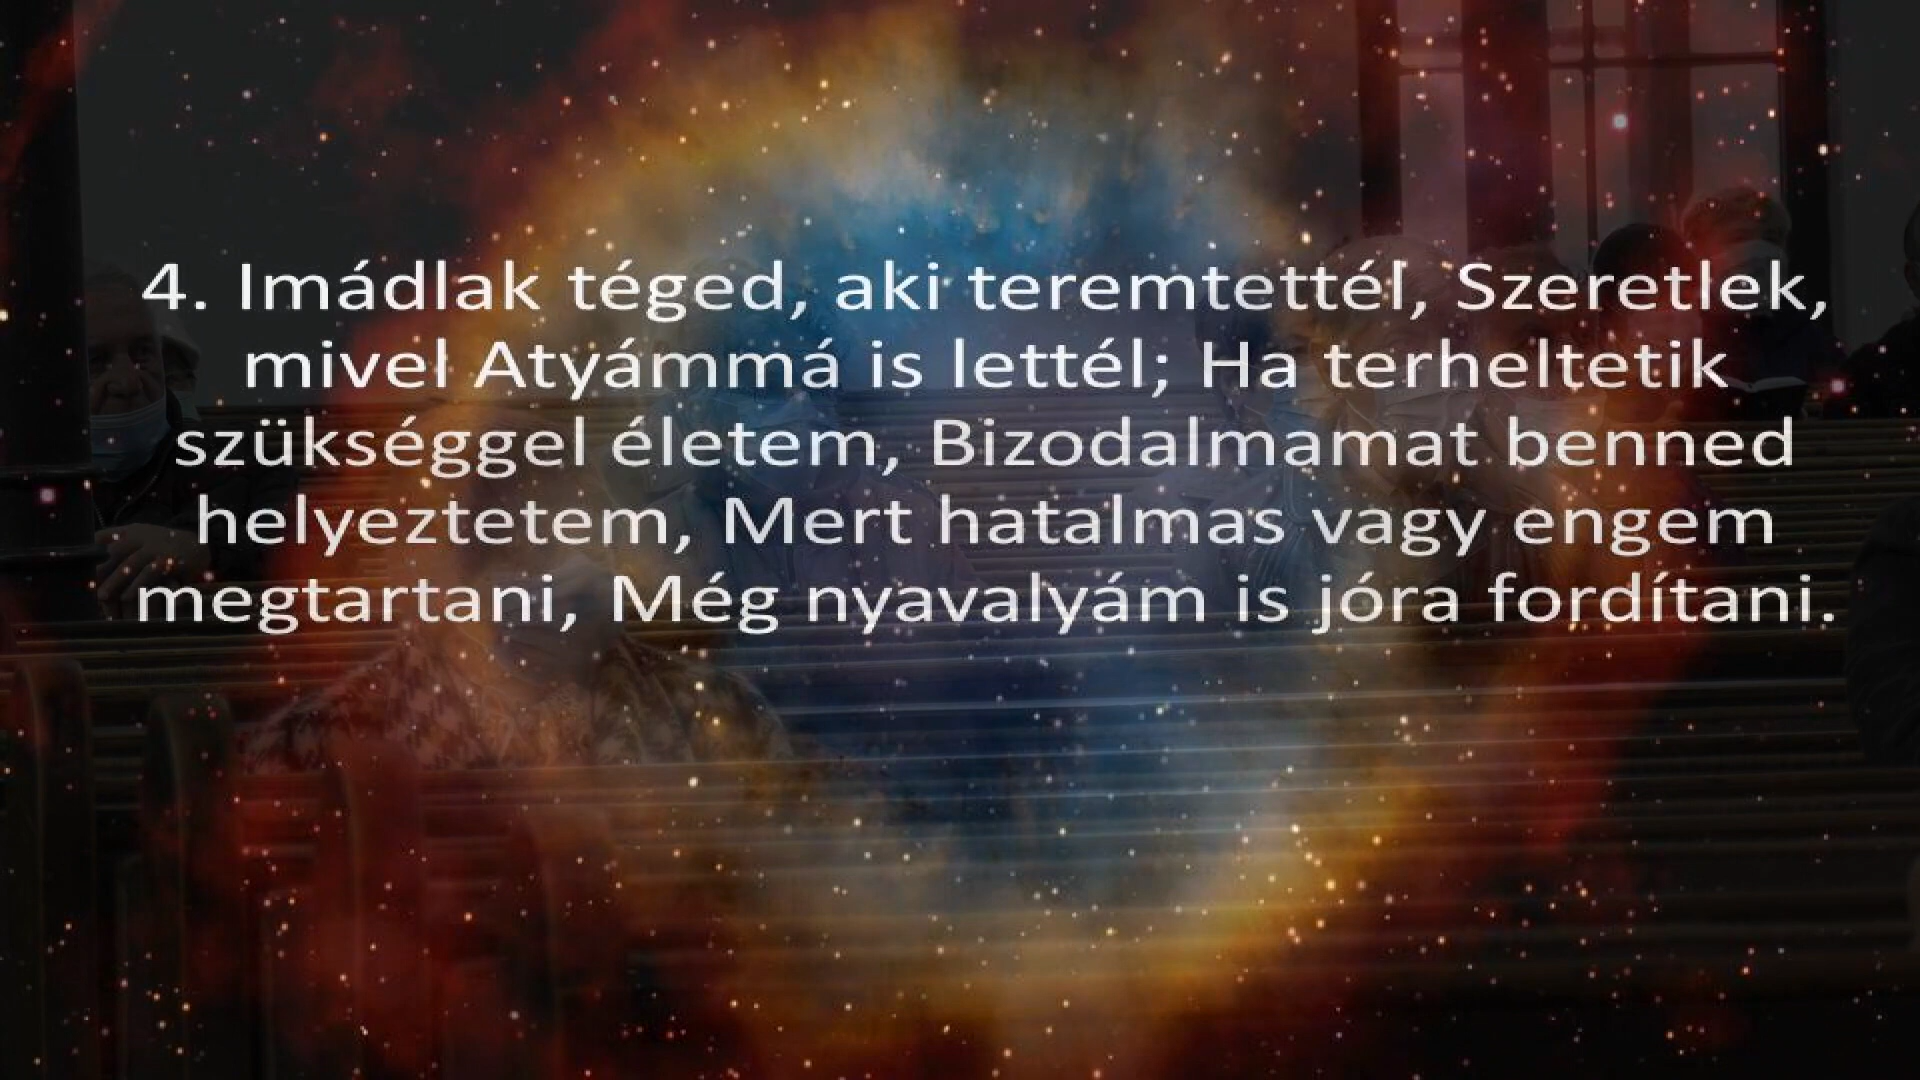 4. Imádlak téged, aki teremtettél, Szeretlek,
mivel Atyámmá is lettél; Ha terheltetik
szükséggel életem, Bizodalmamat benned
helyeztetem, Mert hatalmas vagy engem
megtartani, Még nyavalyám is jóra fordítani.